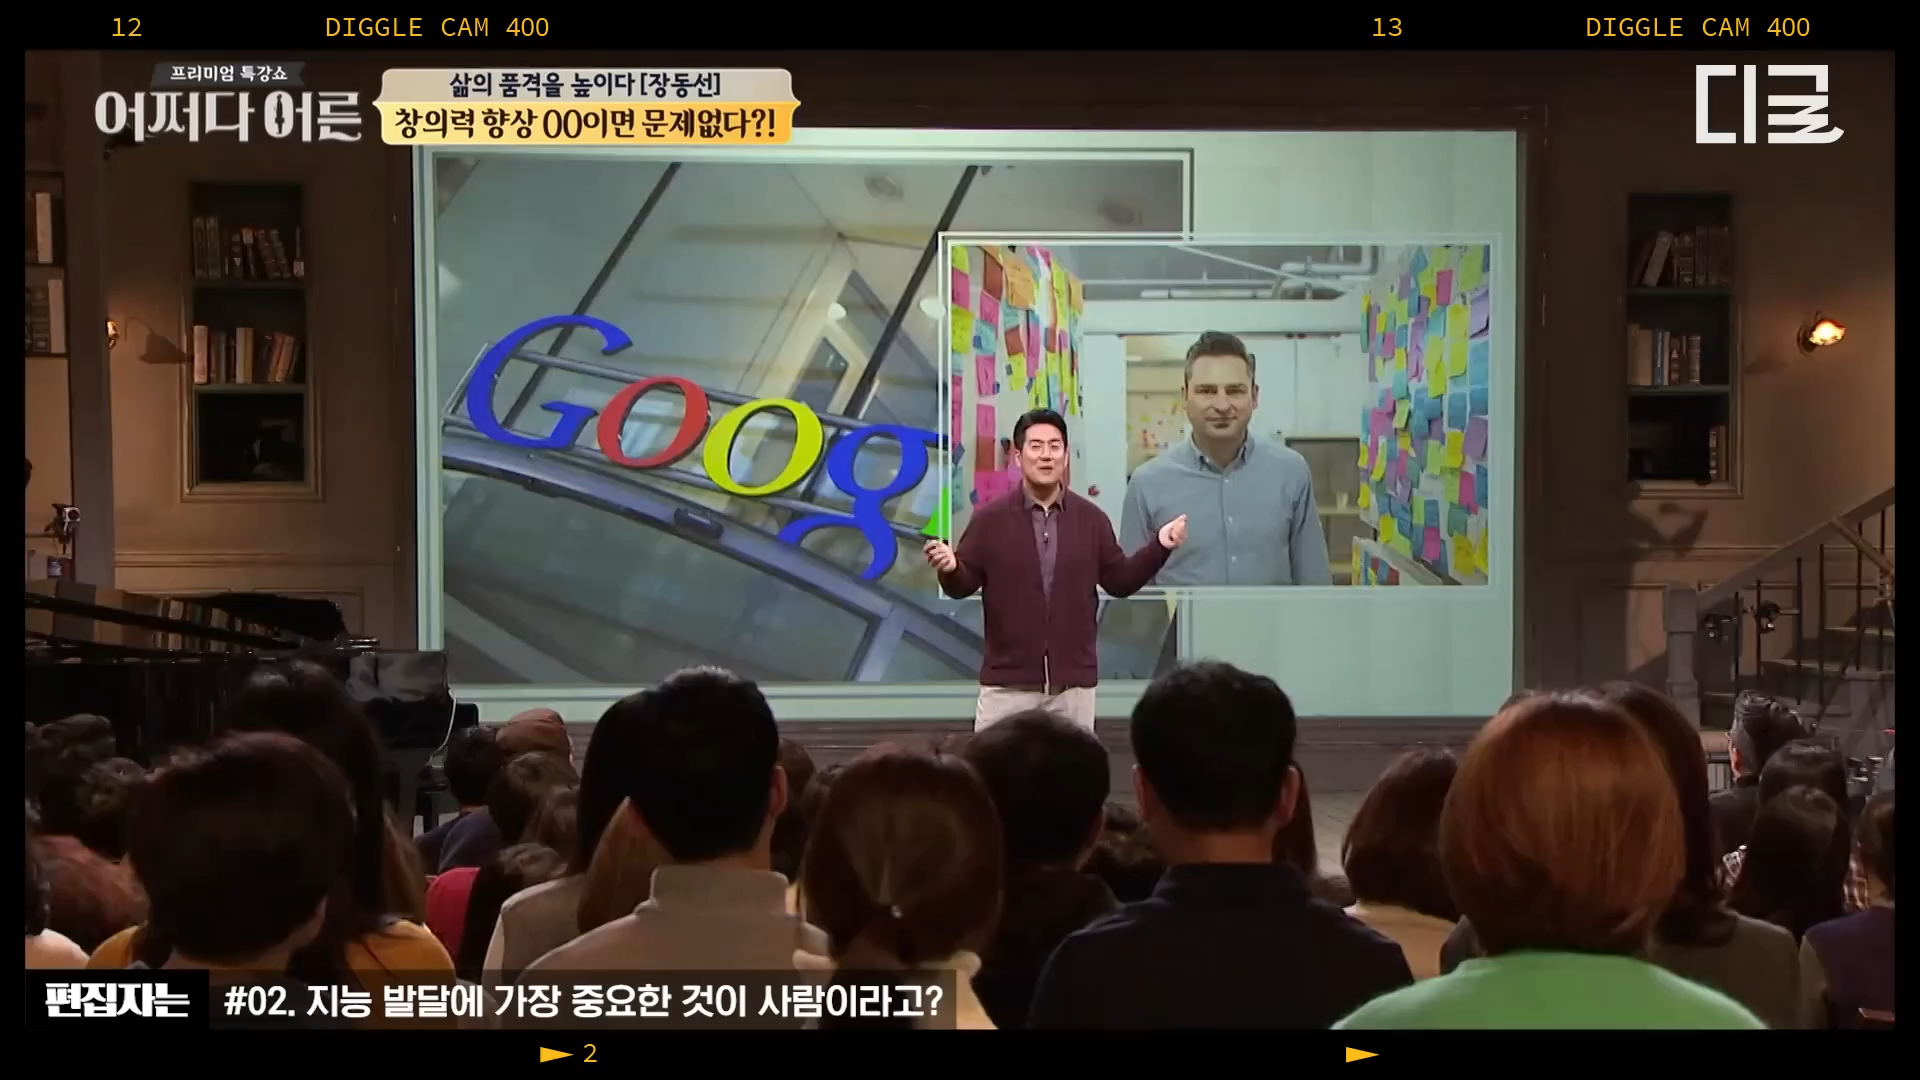 12
DIGGLE CAM 400
13
DIGGLE CAM 400
프리미엄 특강쇼
어쩌다 어른
삶의 품격을 높이다 [장동선]
창의력 향상 OO이면 문제없다?!
디글
Goog
편집자는
#02. 지능 발달에 가장 중요한 것이 사람이라고?
2